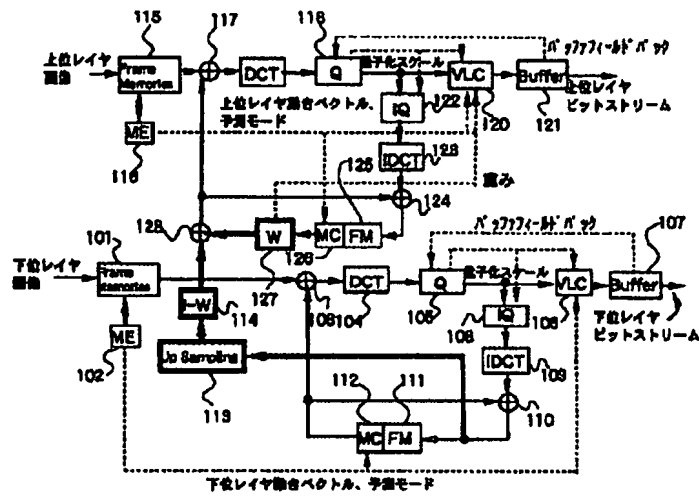 115
117
118
バッファフィールドバック
上位レイヤ
画像
Frame
Memories
DCT
Q
量子化スケール
VLC
Buffer
上位レイヤ
ビットストリーム
120
121
上位レイヤ融合ベクトル、
予測モード
IQ
122
ME
116
IDCT
123
125
重み
124
128
W
MC
FM
126
127
101
下位レイヤ
画像
Frame
Memories
バッファフィールドバック
107
DCT
104
Q
105
量子化スケール
VLC
106
Buffer
下位レイヤ
ビットストリーム
1-W
114
IQ
108
ME
102
IDCT
Up Sampling
113
112
111
110
MC
FM
下位レイヤ融合ベクトル、予測モード